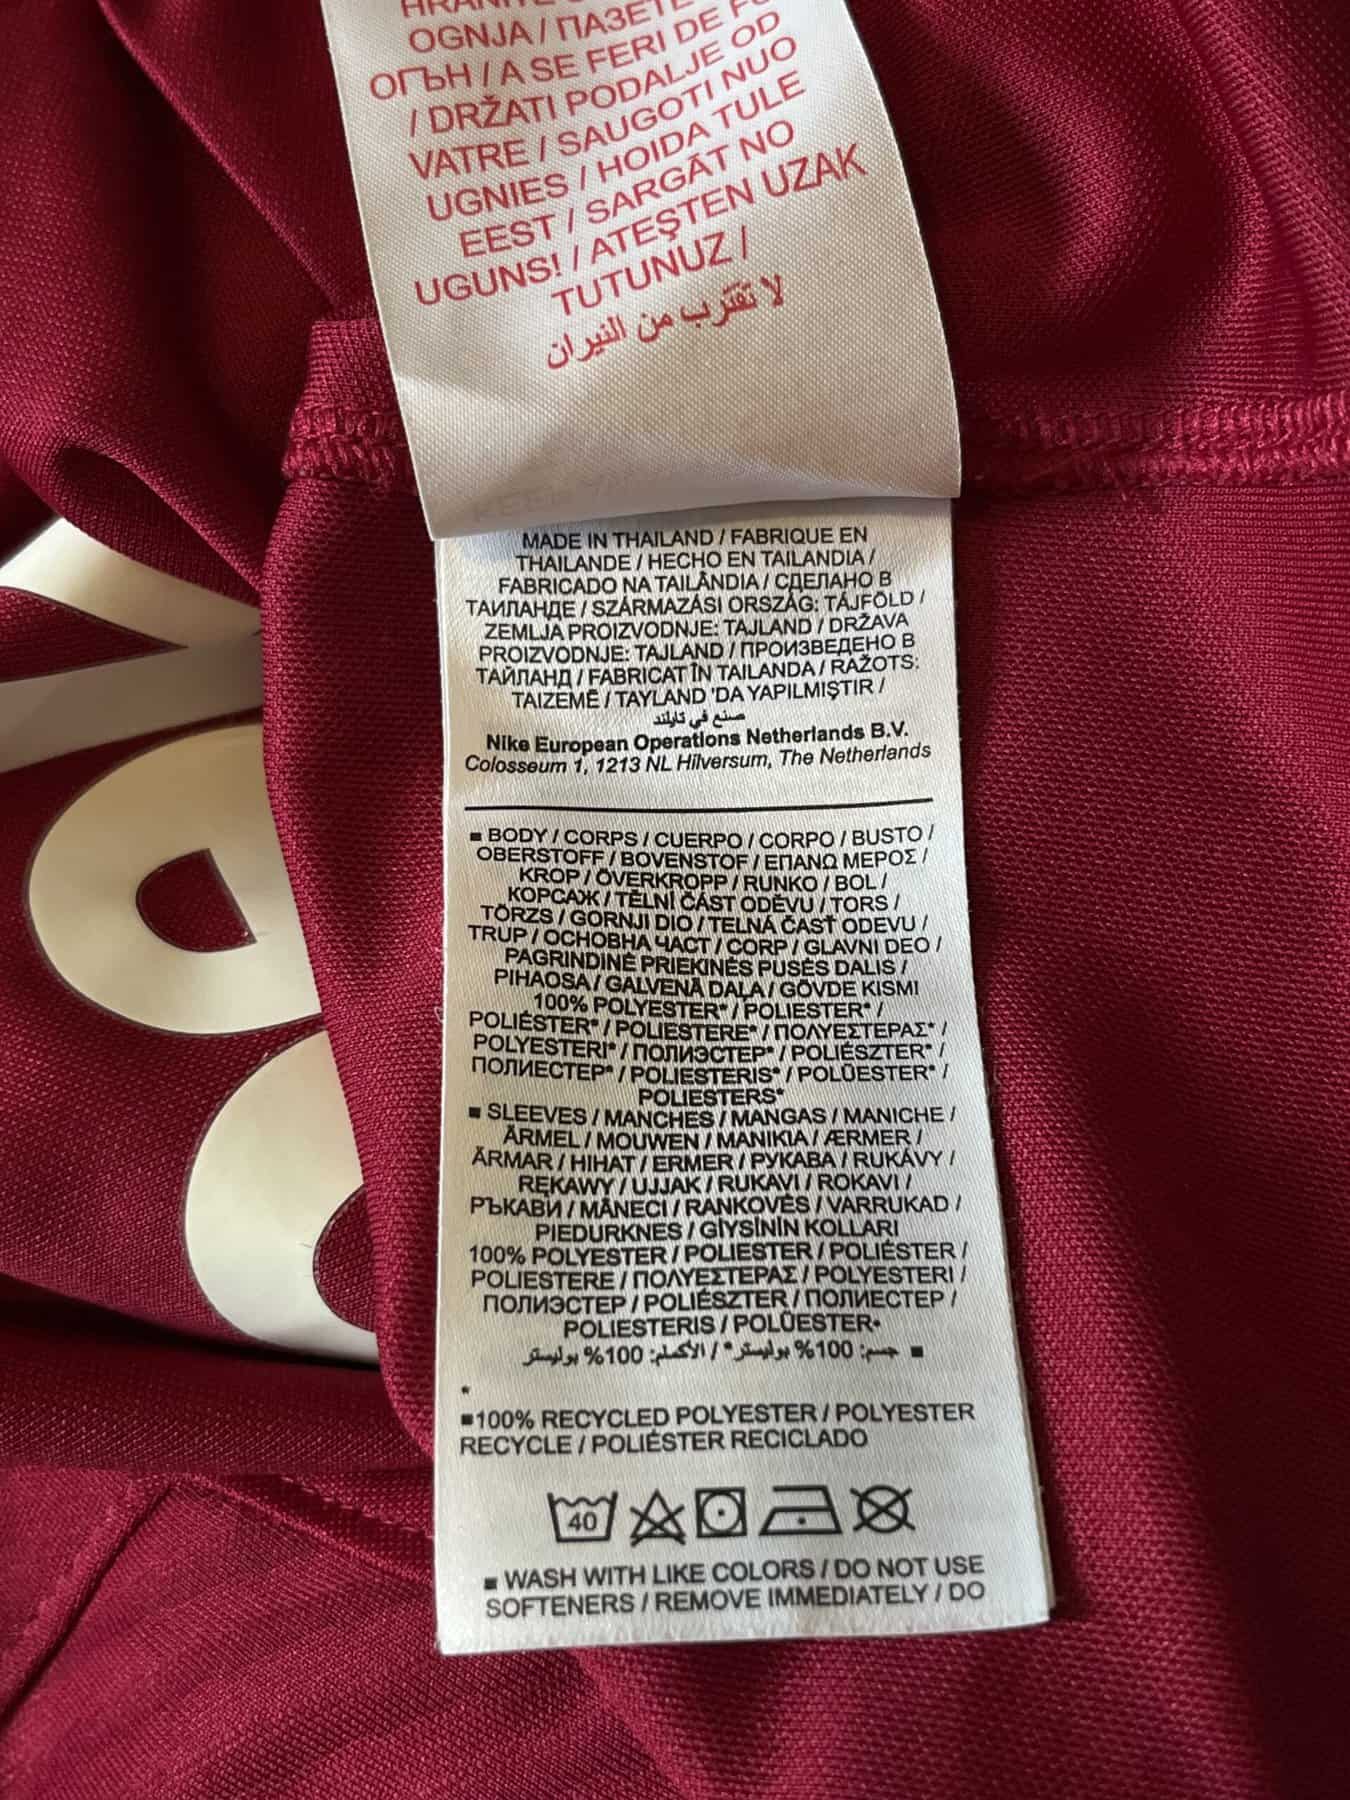 OGNJA / ПАЗЕТЕ
ОГЪН / A SE FERI DE
/ DRŽATI PODALJE OD
VATRE / SAUGOTI NUO
UGNIES / HOIDA TULE
EEST / SARGĀT NO
UGUNS! / ATEŞTEN UZAK
TUTUNUZ /
لا تقترب من النيران
MADE IN THAILAND / FABRIQUE EN
THAILANDE / HECHO EN TAILANDIA /
FABRICADO NA TAILÂNDIA / СДЕЛАНО В
ТАИЛАНДЕ / SZÁRMAZÁSI ORSZÁG: TÁJFÖLD /
ZEMLJA PROIZVODNJE: TAJLAND / DRŽAVA
PROIZVODNJE: TAJLAND / ПРОИЗВЕДЕНО В
ТАЙЛАНД / FABRICAT ÎN TAILANDA / RAŽOTS:
TAIZEMĒ / TAYLAND 'DA YAPILMIŞTIR /
صنع في تايلند
Nike European Operations Netherlands B.V.
Colosseum 1, 1213 NL Hilversum, The Netherlands
■ BODY / CORPS / CUERPO / CORPO / BUSTO /
OBERSTOFF / BOVENSTOF / ΕΠΑΝΩ ΜΕΡΟΣ /
KROP / ÖVERKROPP / RUNKO / BOL /
КОРСАЖ / TĚLNÍ ČÁST ODĚVU / TORS /
TÖRZS / GORNJI DIO / TELNÁ ČASŤ ODEVU /
TRUP / ОСНОВНА ЧАСТ / CORP / GLAVNI DEO /
PAGRINDINĖ PRIEKINĖS PUSĖS DALIS /
PIHAOSA / GALVENĀ DAĻA / GÖVDE KISMI
100% POLYESTER* / POLIESTER* /
POLIÉSTER* / POLIESTERE* / ΠΟΛΥΕΣΤΕΡΑΣ* /
POLYESTERI* / ПОЛИЭСТЕР* / POLIÉSZTER* /
ПОЛИЕСТЕР* / POLIESTERIS* / POLÜESTER* /
POLIESTERS*
■ SLEEVES / MANCHES / MANGAS / MANICHE /
ÄRMEL / MOUWEN / ΜΑΝΙΚΙΑ / ÆRMER /
ÄRMAR / HIHAT / ERMER / РУКАВА / RUKÁVY /
RĘKAWY / UJJAK / RUKAVI / ROKAVI /
РЪКАВИ / MÂNECI / RANKOVĖS / VARRUKAD /
PIEDURKNES / GİYSİNİN KOLLARI
100% POLYESTER / POLIESTER / POLIÉSTER /
POLIESTERE / ΠΟΛΥΕΣΤΕΡΑΣ / POLYESTERI /
ПОЛИЭСТЕР / POLIÉSZTER / ПОЛИЕСТЕР /
POLIESTERIS / POLÜESTER•
■ جسم: 100% بوليستر* / الأكمام: 100% بوليستر
*
■100% RECYCLED POLYESTER / POLYESTER
RECYCLE / POLIÉSTER RECICLADO
40
■ WASH WITH LIKE COLORS / DO NOT USE
SOFTENERS / REMOVE IMMEDIATELY / DO